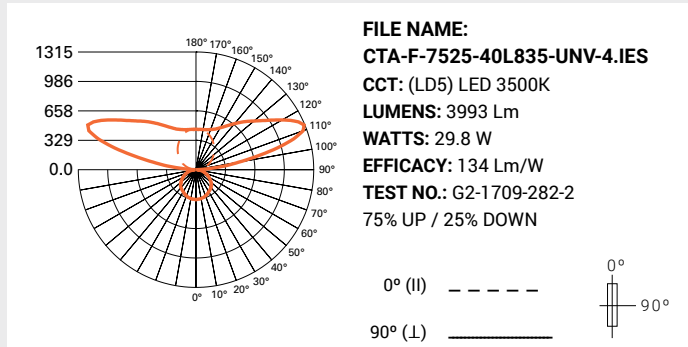 1315
986
658
329
0.0
180°
170°
160°
150°
140°
130°
120°
110°
100°
90°
80°
70°
60°
50°
40°
30°
20°
10°
0°
FILE NAME:
CTA-F-7525-40L835-UNV-4.IES
CCT: (LD5) LED 3500K
LUMENS: 3993 Lm
WATTS: 29.8 W
EFFICACY: 134 Lm/W
TEST NO.: G2-1709-282-2
75% UP / 25% DOWN
0º (II)
90º (⊥)
0º
90º